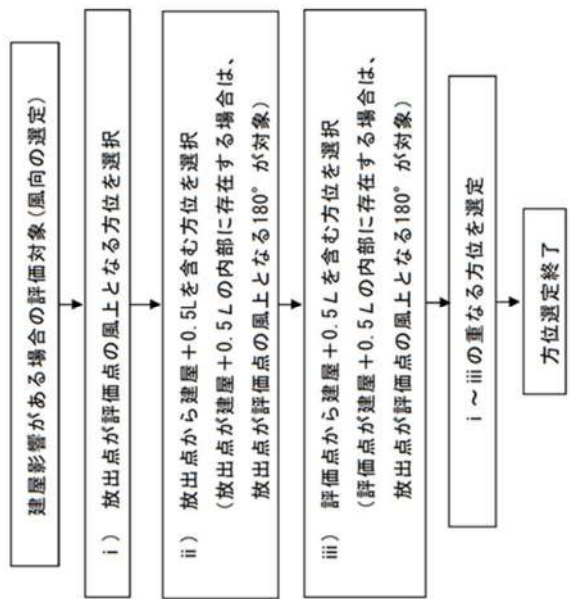 建屋影響がある場合の評価対象(風向の選定)
ⅰ) 放出点が評価点の風上となる方位を選択
ⅱ) 放出点から建屋+0.5Lを含む方位を選択
(放出点が建屋+0.5Lの内部に存在する場合は、
放出点が評価点の風上となる180°が対象)
ⅲ) 評価点から建屋+0.5Lを含む方位を選択
(評価点が建屋+0.5Lの内部に存在する場合は、
放出点が評価点の風上となる180°が対象)
ⅰ~ⅲの重なる方位を選定
方位選定終了